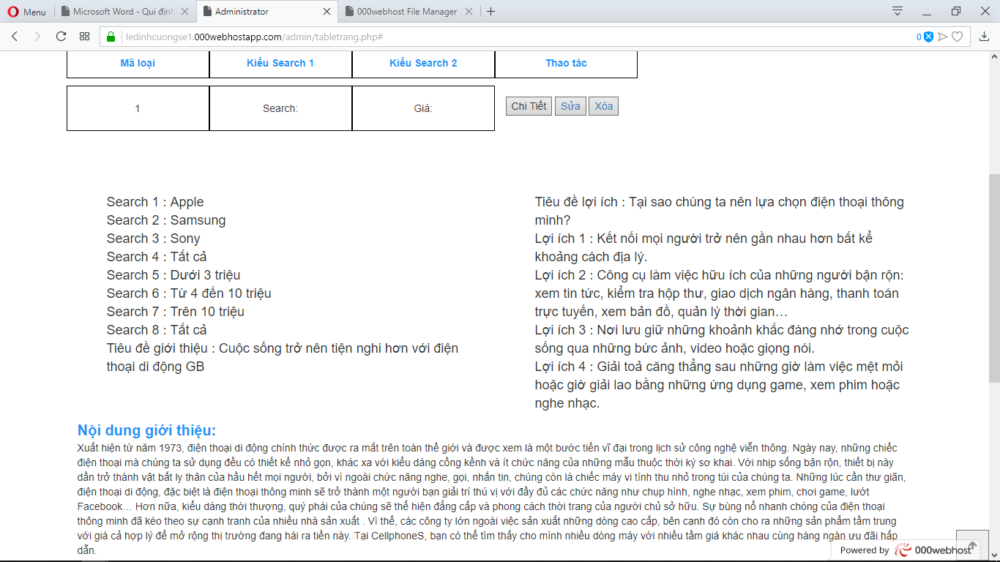 Menu
Microsoft Word - Qui định
Administrator
000webhost File Manager
ledinhcuongse1.000webhostapp.com/admin/tabletrang.php#
0
Mã loại Kiểu Search 1 Kiểu Search 2 Thao tác
1 Search: Giá: Chi Tiết Sửa Xóa
Search 1 : Apple
Search 2 : Samsung
Search 3 : Sony
Search 4 : Tất cả
Search 5 : Dưới 3 triệu
Search 6 : Từ 4 đến 10 triệu
Search 7 : Trên 10 triệu
Search 8 : Tất cả
Tiêu đề giới thiệu : Cuộc sống trở nên tiện nghi hơn với điện
thoại di động GB
Tiêu đề lợi ích : Tại sao chúng ta nên lựa chọn điện thoại thông
minh?
Lợi ích 1 : Kết nối mọi người trở nên gần nhau hơn bất kể
khoảng cách địa lý.
Lợi ích 2 : Công cụ làm việc hữu ích của những người bận rộn:
xem tin tức, kiểm tra hộp thư, giao dịch ngân hàng, thanh toán
trực tuyến, xem bản đồ, quản lý thời gian…
Lợi ích 3 : Nơi lưu giữ những khoảnh khắc đáng nhớ trong cuộc
sống qua những bức ảnh, video hoặc giọng nói.
Lợi ích 4 : Giải toả căng thẳng sau những giờ làm việc mệt mỏi
hoặc giờ giải lao bằng những ứng dụng game, xem phim hoặc
nghe nhạc.
Nội dung giới thiệu:
Xuất hiện từ năm 1973, điện thoại di động chính thức được ra mắt trên toàn thế giới và được xem là một bước tiến vĩ đại trong lịch sử công nghệ viễn thông. Ngày nay, những chiếc
điện thoại mà chúng ta sử dụng đều có thiết kế nhỏ gọn, khác xa với kiểu dáng cồng kềnh và ít chức năng của những mẫu thuộc thời kỳ sơ khai. Với nhịp sống bận rộn, thiết bị này
dần trở thành vật bất ly thân của hầu hết mọi người, bởi vì ngoài chức năng nghe, gọi, nhắn tin, chúng còn là chiếc máy vi tính thu nhỏ trong túi của chúng ta. Những lúc cần thư giãn,
điện thoại di động, đặc biệt là điện thoại thông minh sẽ trở thành một người bạn giải trí thú vị với đầy đủ các chức năng như chụp hình, nghe nhạc, xem phim, chơi game, lướt
Facebook… Hơn nữa, kiểu dáng thời thượng, quý phái của chúng sẽ thể hiện đẳng cấp và phong cách thời trang của người chủ sở hữu. Sự bùng nổ nhanh chóng của điện thoại
thông minh đã kéo theo sự cạnh tranh của nhiều nhà sản xuất . Vì thế, các công ty lớn ngoài việc sản xuất những dòng cao cấp, bên cạnh đó còn cho ra những sản phẩm tầm trung
với giá cả hợp lý để mở rộng thị trường đang hái ra tiền này. Tại CellphoneS, bạn có thể tìm thấy cho mình nhiều dòng máy với nhiều tầm giá khác nhau cùng hàng ngàn ưu đãi hấp
dẫn.
Powered by 000webhost